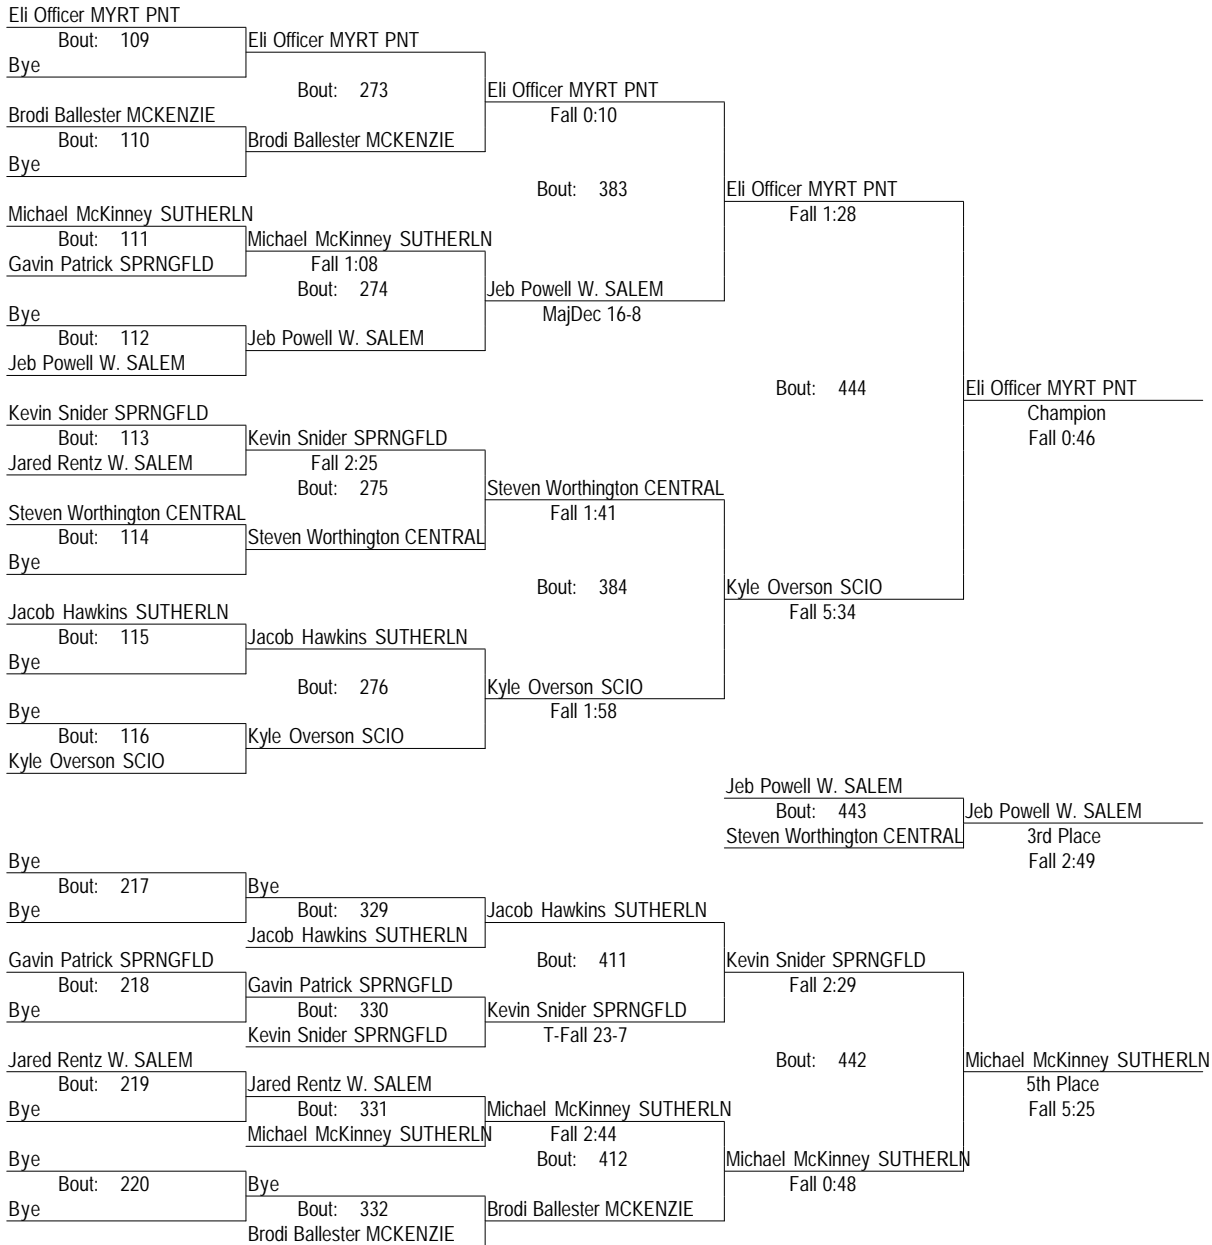 Eli Officer MYRT PNT
Bout: 109
Eli Officer MYRT PNT
Bye
Bout: 273
Eli Officer MYRT PNT
Brodi Ballester MCKENZIE
Fall 0:10
Bout: 110
Brodi Ballester MCKENZIE
Bye
Bout: 383
Eli Officer MYRT PNT
Michael McKinney SUTHERLN
Fall 1:28
Bout: 111
Michael McKinney SUTHERLN
Gavin Patrick SPRNGFLD
Fall 1:08
Bout: 274
Jeb Powell W. SALEM
Bye
MajDec 16-8
Bout: 112
Jeb Powell W. SALEM
Jeb Powell W. SALEM
Bout: 444
Eli Officer MYRT PNT
Kevin Snider SPRNGFLD
Champion
Bout: 113
Kevin Snider SPRNGFLD
Fall 0:46
Jared Rentz W. SALEM
Fall 2:25
Bout: 275
Steven Worthington CENTRAL
Steven Worthington CENTRAL
Fall 1:41
Bout: 114
Steven Worthington CENTRAL
Bye
Bout: 384
Kyle Overson SCIO
Jacob Hawkins SUTHERLN
Fall 5:34
Bout: 115
Jacob Hawkins SUTHERLN
Bye
Bout: 276
Kyle Overson SCIO
Bye
Fall 1:58
Bout: 116
Kyle Overson SCIO
Kyle Overson SCIO
Jeb Powell W. SALEM
Bout: 443
Jeb Powell W. SALEM
Steven Worthington CENTRAL
3rd Place
Fall 2:49
Bye
Bout: 217
Bye
Bye
Bout: 329
Jacob Hawkins SUTHERLN
Jacob Hawkins SUTHERLN
Gavin Patrick SPRNGFLD
Bout: 411
Kevin Snider SPRNGFLD
Bout: 218
Gavin Patrick SPRNGFLD
Fall 2:29
Bye
Bout: 330
Kevin Snider SPRNGFLD
Kevin Snider SPRNGFLD
T-Fall 23-7
Jared Rentz W. SALEM
Bout: 442
Michael McKinney SUTHERLN
Bout: 219
Jared Rentz W. SALEM
5th Place
Bye
Bout: 331
Michael McKinney SUTHERLN
Fall 5:25
Michael McKinney SUTHERLN
Fall 2:44
Bye
Bout: 412
Michael McKinney SUTHERLN
Bout: 220
Bye
Fall 0:48
Bye
Bout: 332
Brodi Ballester MCKENZIE
Brodi Ballester MCKENZIE